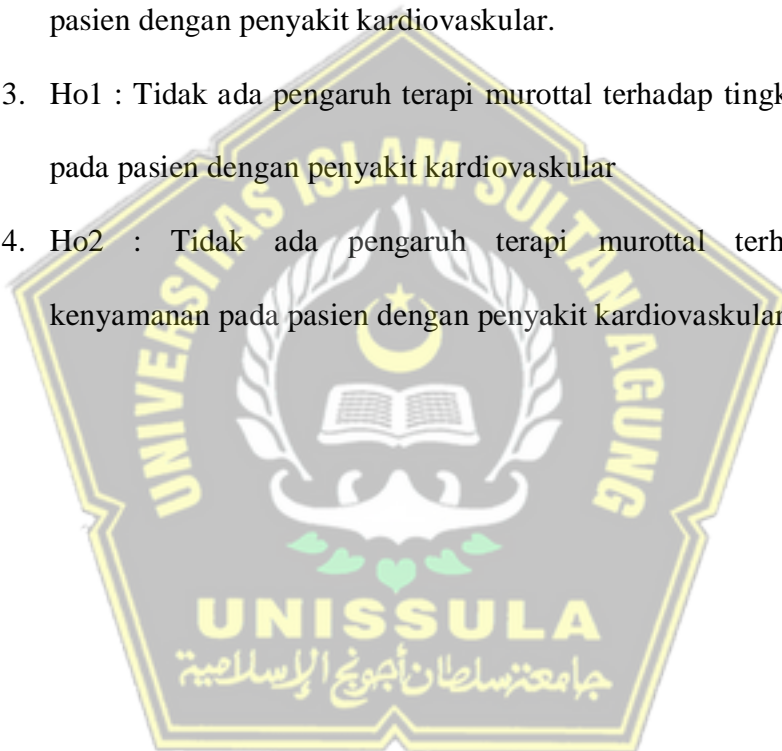 pasien dengan penyakit kardiovaskular.
3. Ho1 : Tidak ada pengaruh terapi murottal terhadap
pada pasien dengan penyakit kardiovaskular
4. Ho2 : Tidak ada pengaruh terapi murottal
kenyamanan pada pasien dengan penyakit kardiovaskular
UNIVERSITAS ISLAM SULTAN AGUNG
UNISSULA
جامعة سلطان أجونج الإسلامية